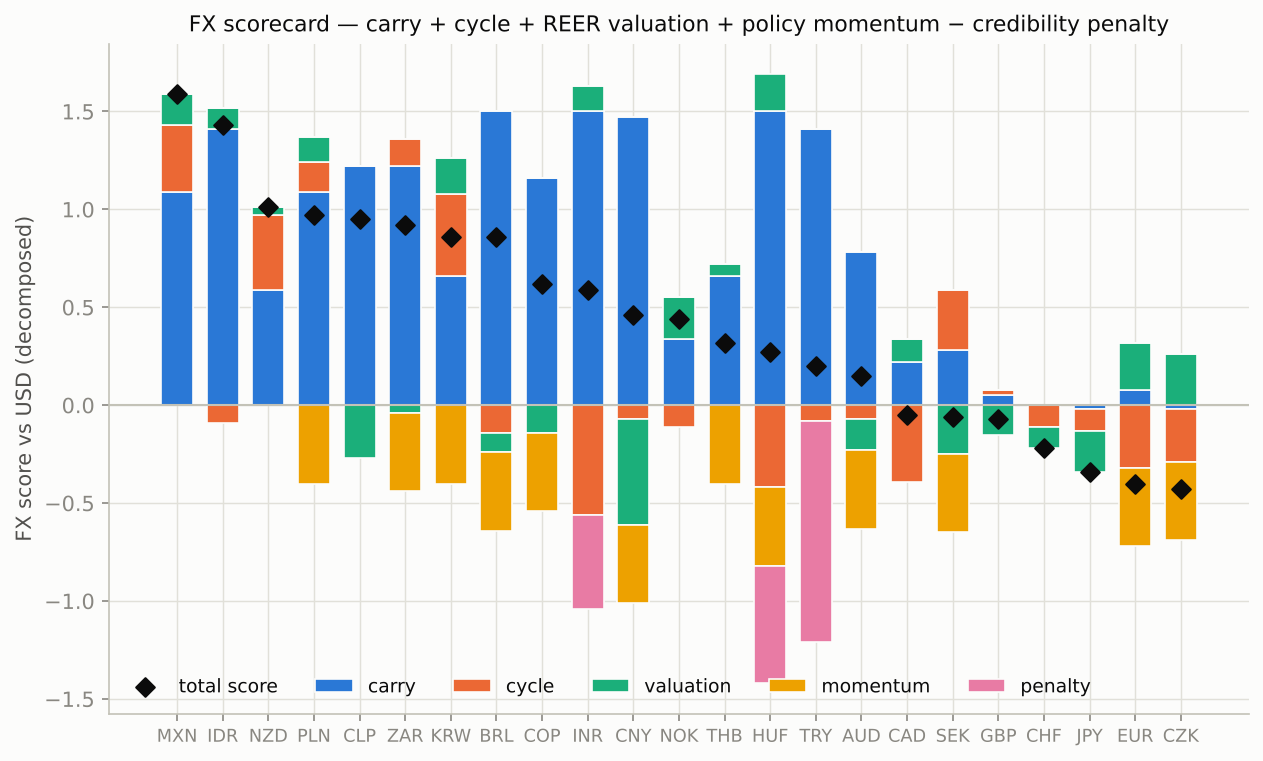 FX scorecard — carry + cycle + REER valuation + policy momentum − credibility penalty
FX score vs USD (decomposed)
1.5
1.0
0.5
0.0
−0.5
−1.0
−1.5
total score carry cycle valuation momentum penalty
MXN IDR NZD PLN CLP ZAR KRW BRL COP INR CNY NOK THB HUF TRY AUD CAD SEK GBP CHF JPY EUR CZK